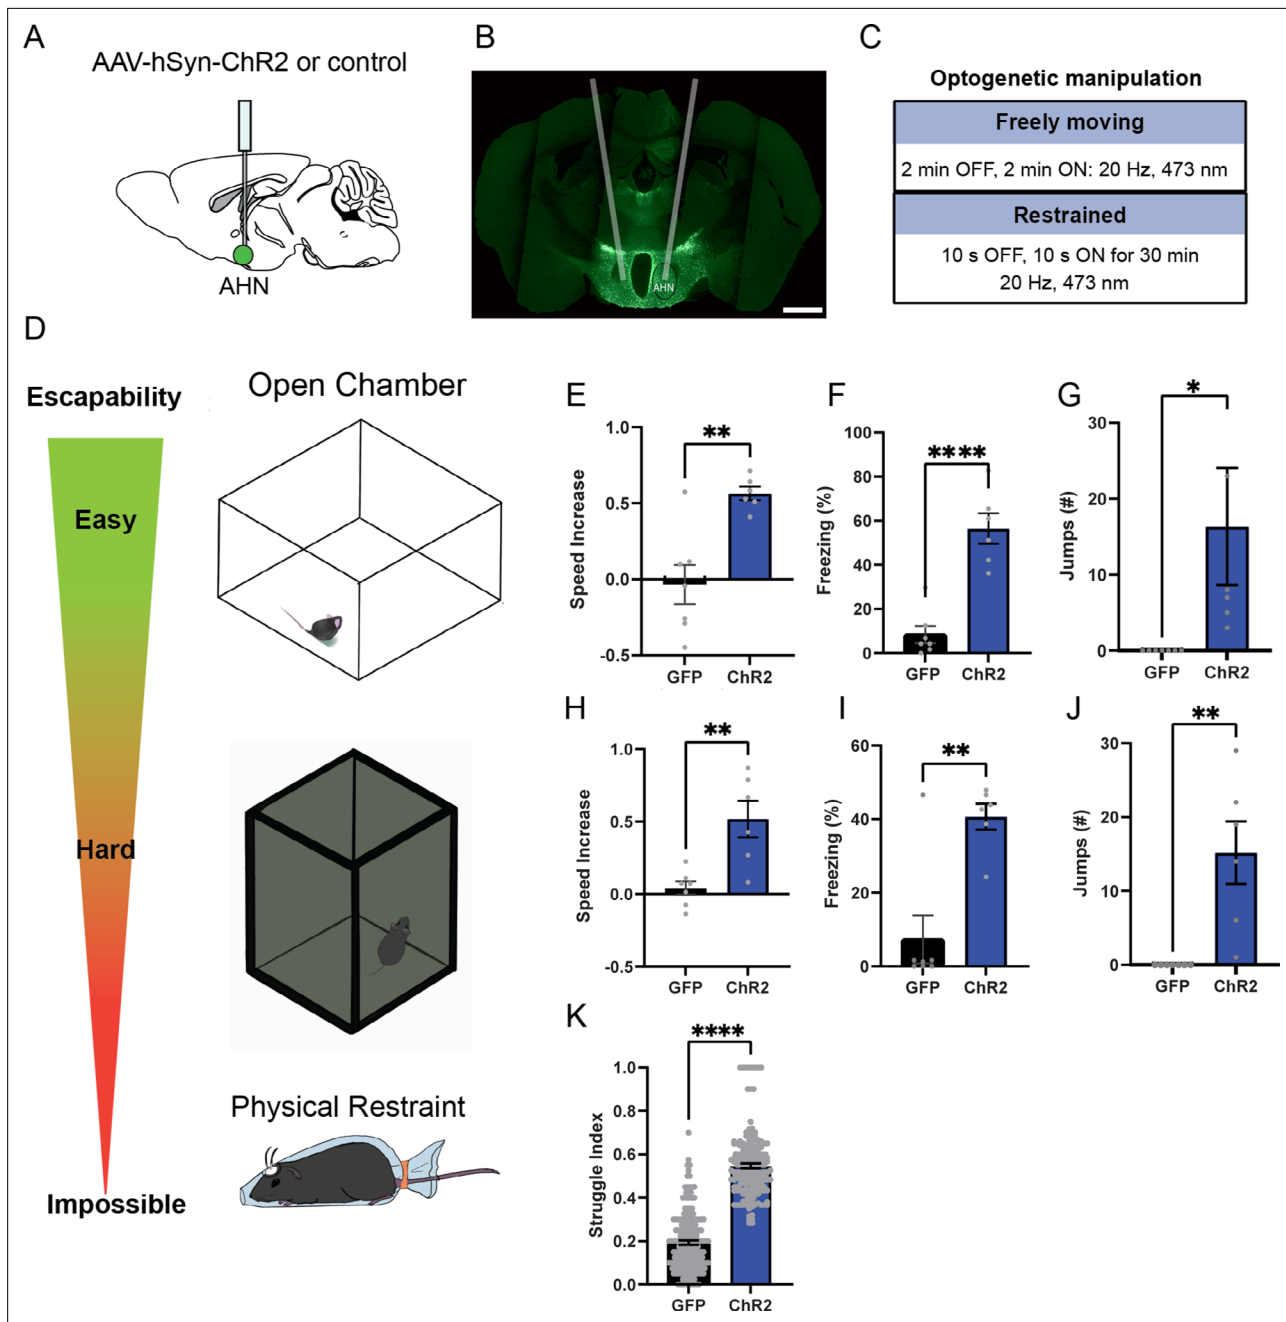 A
AAV-hSyn-ChR2 or control
AHN
B
AHN
C
Optogenetic manipulation
Freely moving
2 min OFF, 2 min ON: 20 Hz, 473 nm
Restrained
10 s OFF, 10 s ON for 30 min
20 Hz, 473 nm
D
Escapability
Easy
Hard
Impossible
Open Chamber
Physical Restraint
E
**
Speed Increase
1.0
0.5
0.0
-0.5
GFP ChR2
F
****
Freezing (%)
100
80
60
40
20
0
GFP ChR2
G
*
Jumps (#)
30
20
10
0
GFP ChR2
H
**
Speed Increase
1.0
0.5
0.0
-0.5
GFP ChR2
I
**
Freezing (%)
60
40
20
0
GFP ChR2
J
**
Jumps (#)
30
20
10
0
GFP ChR2
K
****
Struggle Index
1.0
0.8
0.6
0.4
0.2
0.0
GFP ChR2